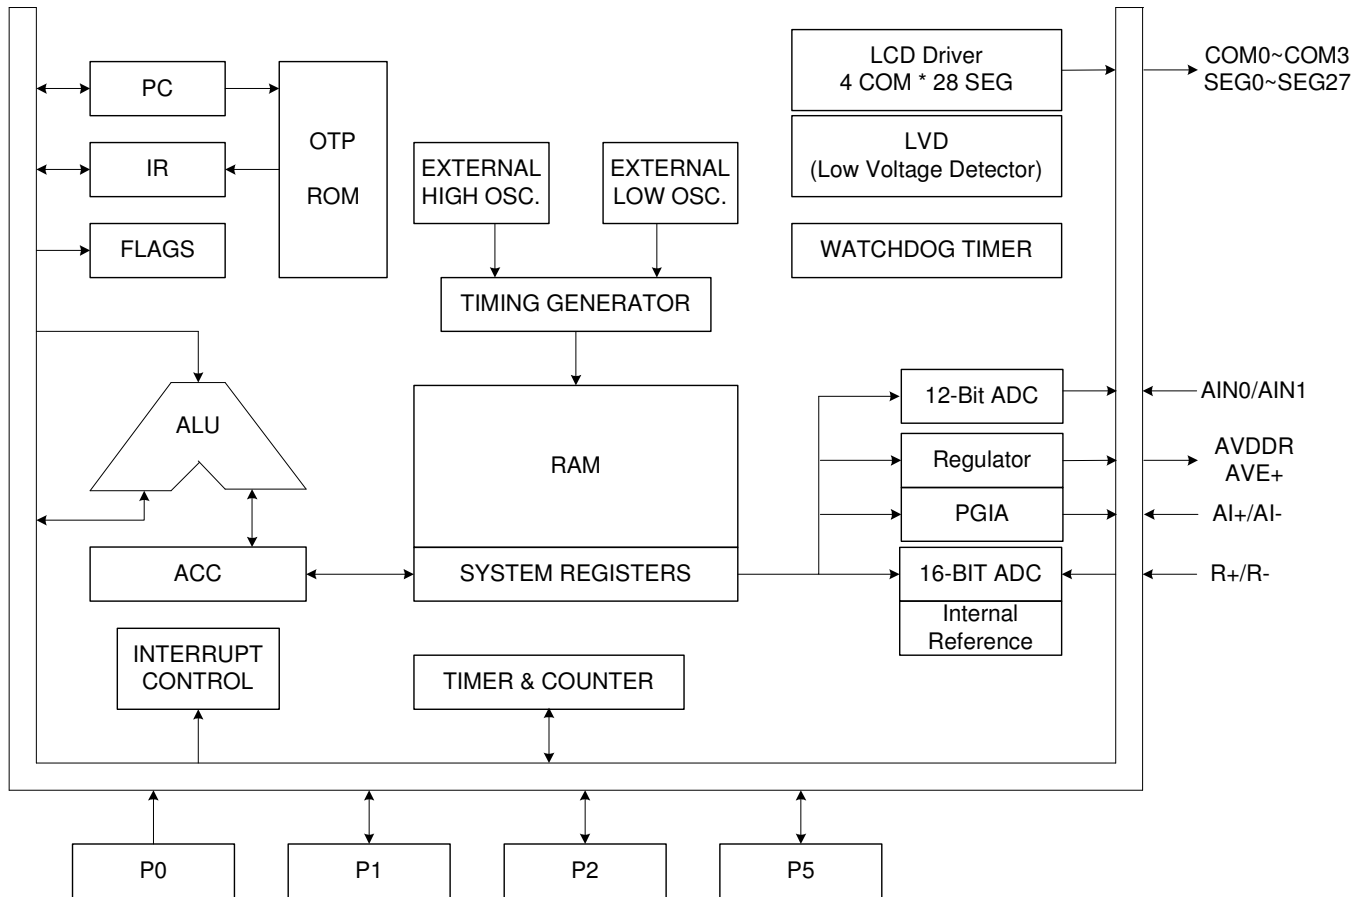 PC
IR
FLAGS
OTP
ROM
EXTERNAL
HIGH OSC.
EXTERNAL
LOW OSC.
TIMING GENERATOR
LCD Driver
4 COM * 28 SEG
LVD
(Low Voltage Detector)
WATCHDOG TIMER
COM0~COM3
SEG0~SEG27
ALU
ACC
RAM
SYSTEM REGISTERS
12-Bit ADC
Regulator
PGIA
16-BIT ADC
Internal
Reference
AIN0/AIN1
AVDDR
AVE+
AI+/AI-
R+/R-
INTERRUPT
CONTROL
TIMER & COUNTER
P0
P1
P2
P5